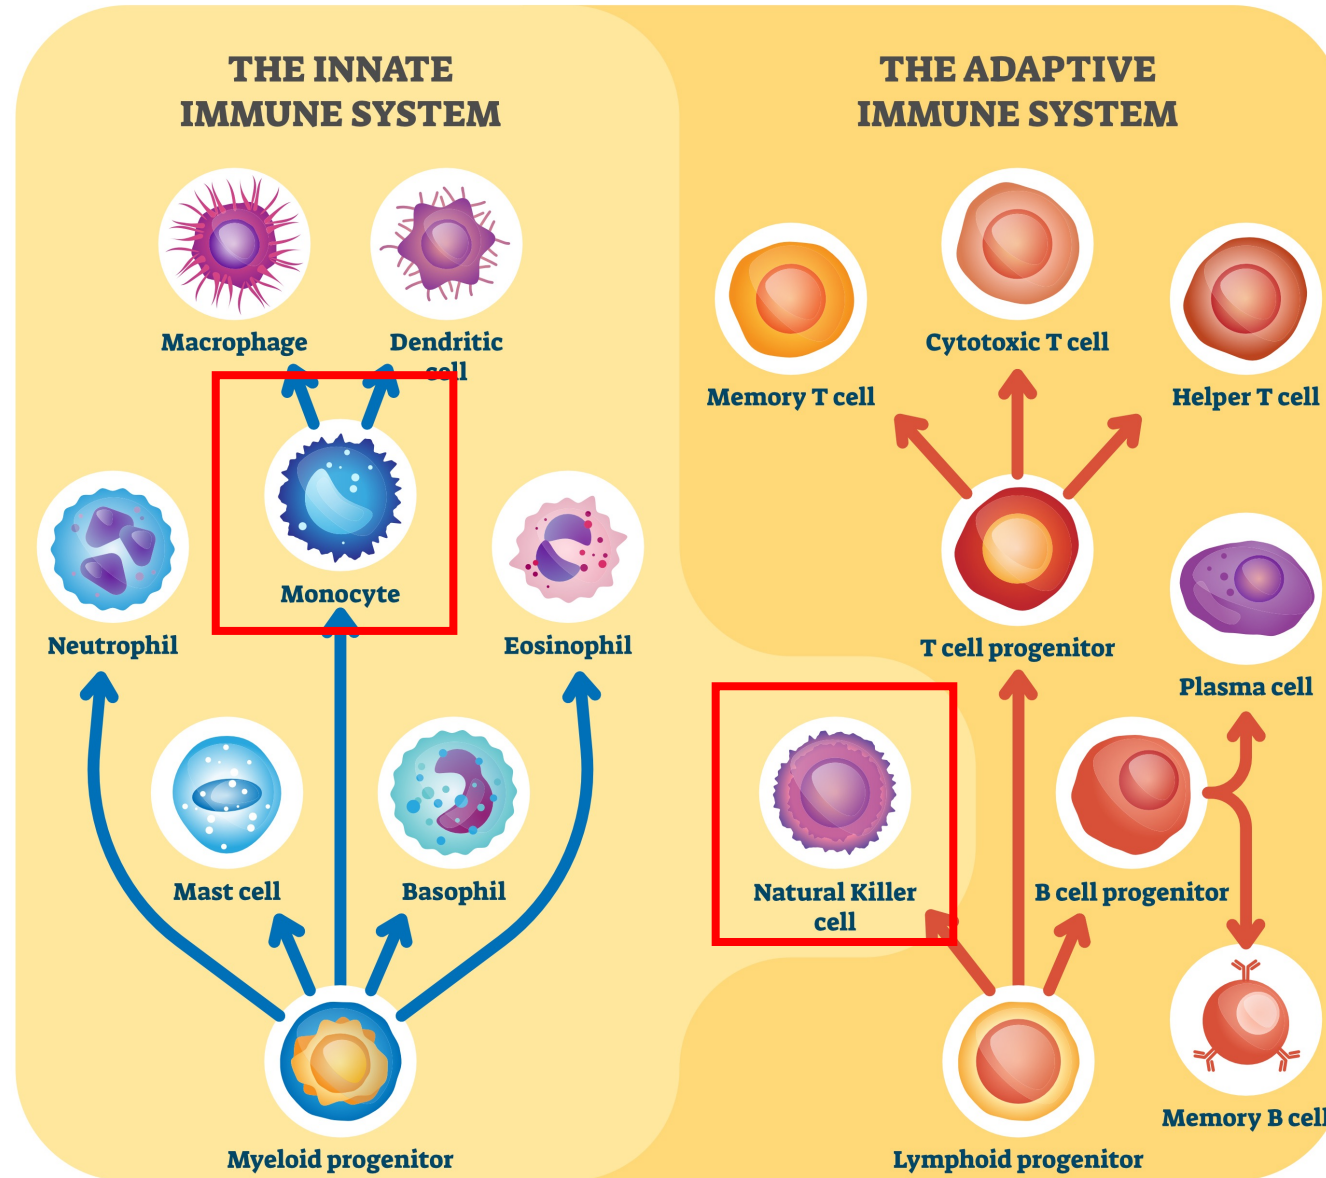 THE INNATE
IMMUNE SYSTEM
Macrophage
Dendritic
cell
Monocyte
Neutrophil
Eosinophil
Mast cell
Basophil
Myeloid progenitor
THE ADAPTIVE
IMMUNE SYSTEM
Memory T cell
Cytotoxic T cell
Helper T cell
T cell progenitor
Plasma cell
Natural Killer
cell
B cell progenitor
Memory B cell
Lymphoid progenitor